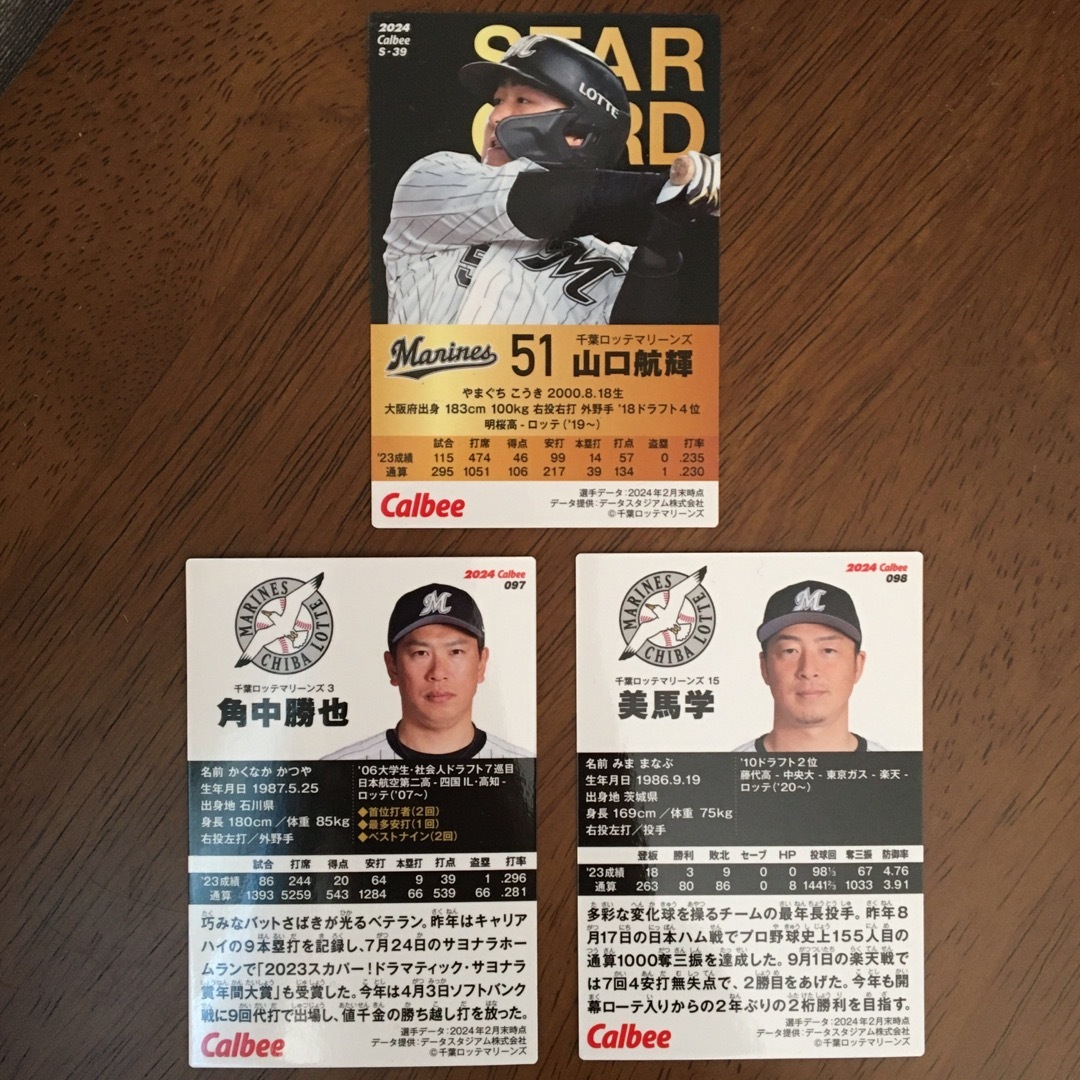 2024
Calbee
S-39
STAR
CARD
LOTTE
M
M
Marines 51 千葉ロッテマリーンズ
山口航輝
やまぐち こうき 2000.8.18生
大阪府出身 183cm 100kg 右投右打 外野手 '18ドラフト4位
明桜高 - ロッテ ('19〜)
試合 打席 得点 安打 本塁打 打点 盗塁 打率
'23成績 115 474 46 99 14 57 0 .235
通算 295 1051 106 217 39 134 1 .230
Calbee
選手データ:2024年2月末時点
データ提供:データスタジアム株式会社
©千葉ロッテマリーンズ
2024 Calbee
097
MARINES
CHIBA LOTTE
M
千葉ロッテマリーンズ 3
角中勝也
名前 かくなか かつや
生年月日 1987.5.25
出身地 石川県
身長 180cm/体重 85kg
右投左打/外野手
'06大学生・社会人ドラフト7巡目
日本航空第二高 - 四国IL・高知 -
ロッテ('07〜)
◆首位打者(2回)
◆最多安打(1回)
◆ベストナイン(2回)
試合 打席 得点 安打 本塁打 打点 盗塁 打率
'23成績 86 244 20 64 9 39 1 .296
通算 1393 5259 543 1284 66 539 66 .281
巧みなバットさばきが光るベテラン。昨年はキャリア
ハイの9本塁打を記録し、7月24日のサヨナラホー
ムランで「2023スカパー!ドラマティック・サヨナラ
賞年間大賞」も受賞した。今年は4月3日ソフトバンク
戦に9回代打で出場し、値千金の勝ち越し打を放った。
選手データ:2024年2月末時点
データ提供:データスタジアム株式会社
©千葉ロッテマリーンズ
Calbee
2024 Calbee
098
MARINES
CHIBA LOTTE
M
千葉ロッテマリーンズ 15
美馬学
名前 みま まなぶ
生年月日 1986.9.19
出身地 茨城県
身長 169cm/体重 75kg
右投左打/投手
'10ドラフト2位
藤代高 - 中央大 - 東京ガス - 楽天 -
ロッテ('20〜)
登板 勝利 敗北 セーブ HP 投球回 奪三振 防御率
'23成績 18 3 9 0 0 98 1/3 67 4.76
通算 263 80 86 0 8 1441 2/3 1033 3.91
多彩な変化球を操るチームの最年長投手。昨年8
月17日の日本ハム戦でプロ野球史上155人目の
通算1000奪三振を達成した。9月1日の楽天戦で
は7回4安打無失点で、2勝目をあげた。今年も開
幕ローテ入りからの2年ぶりの2桁勝利を目指す。
選手データ:2024年2月末時点
データ提供:データスタジアム株式会社
©千葉ロッテマリーンズ
Calbee